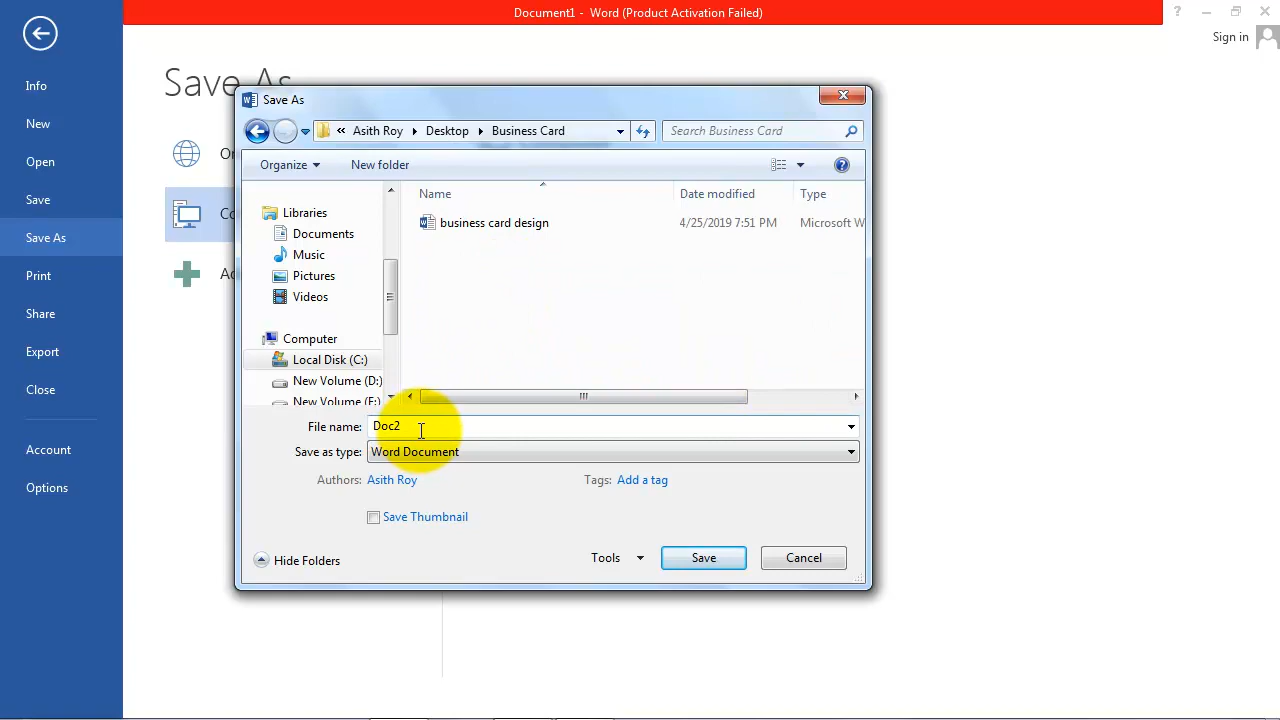 Document1 - Word (Product Activation Failed)
?
Sign in
Info
New
Open
Save
Save As
Print
Share
Export
Close
Account
Options
Save As
Save As
« Asith Roy Desktop Business Card
Search Business Card
Organize
New folder
Name
Date modified
Type
Libraries
Documents
Music
Pictures
Videos
Computer
Local Disk (C:)
New Volume (D:)
New Volume (E:)
business card design
4/25/2019 7:51 PM
Microsoft W
File name: Doc2
Save as type: Word Document
Authors: Asith Roy
Tags: Add a tag
Save Thumbnail
Hide Folders
Tools
Save
Cancel